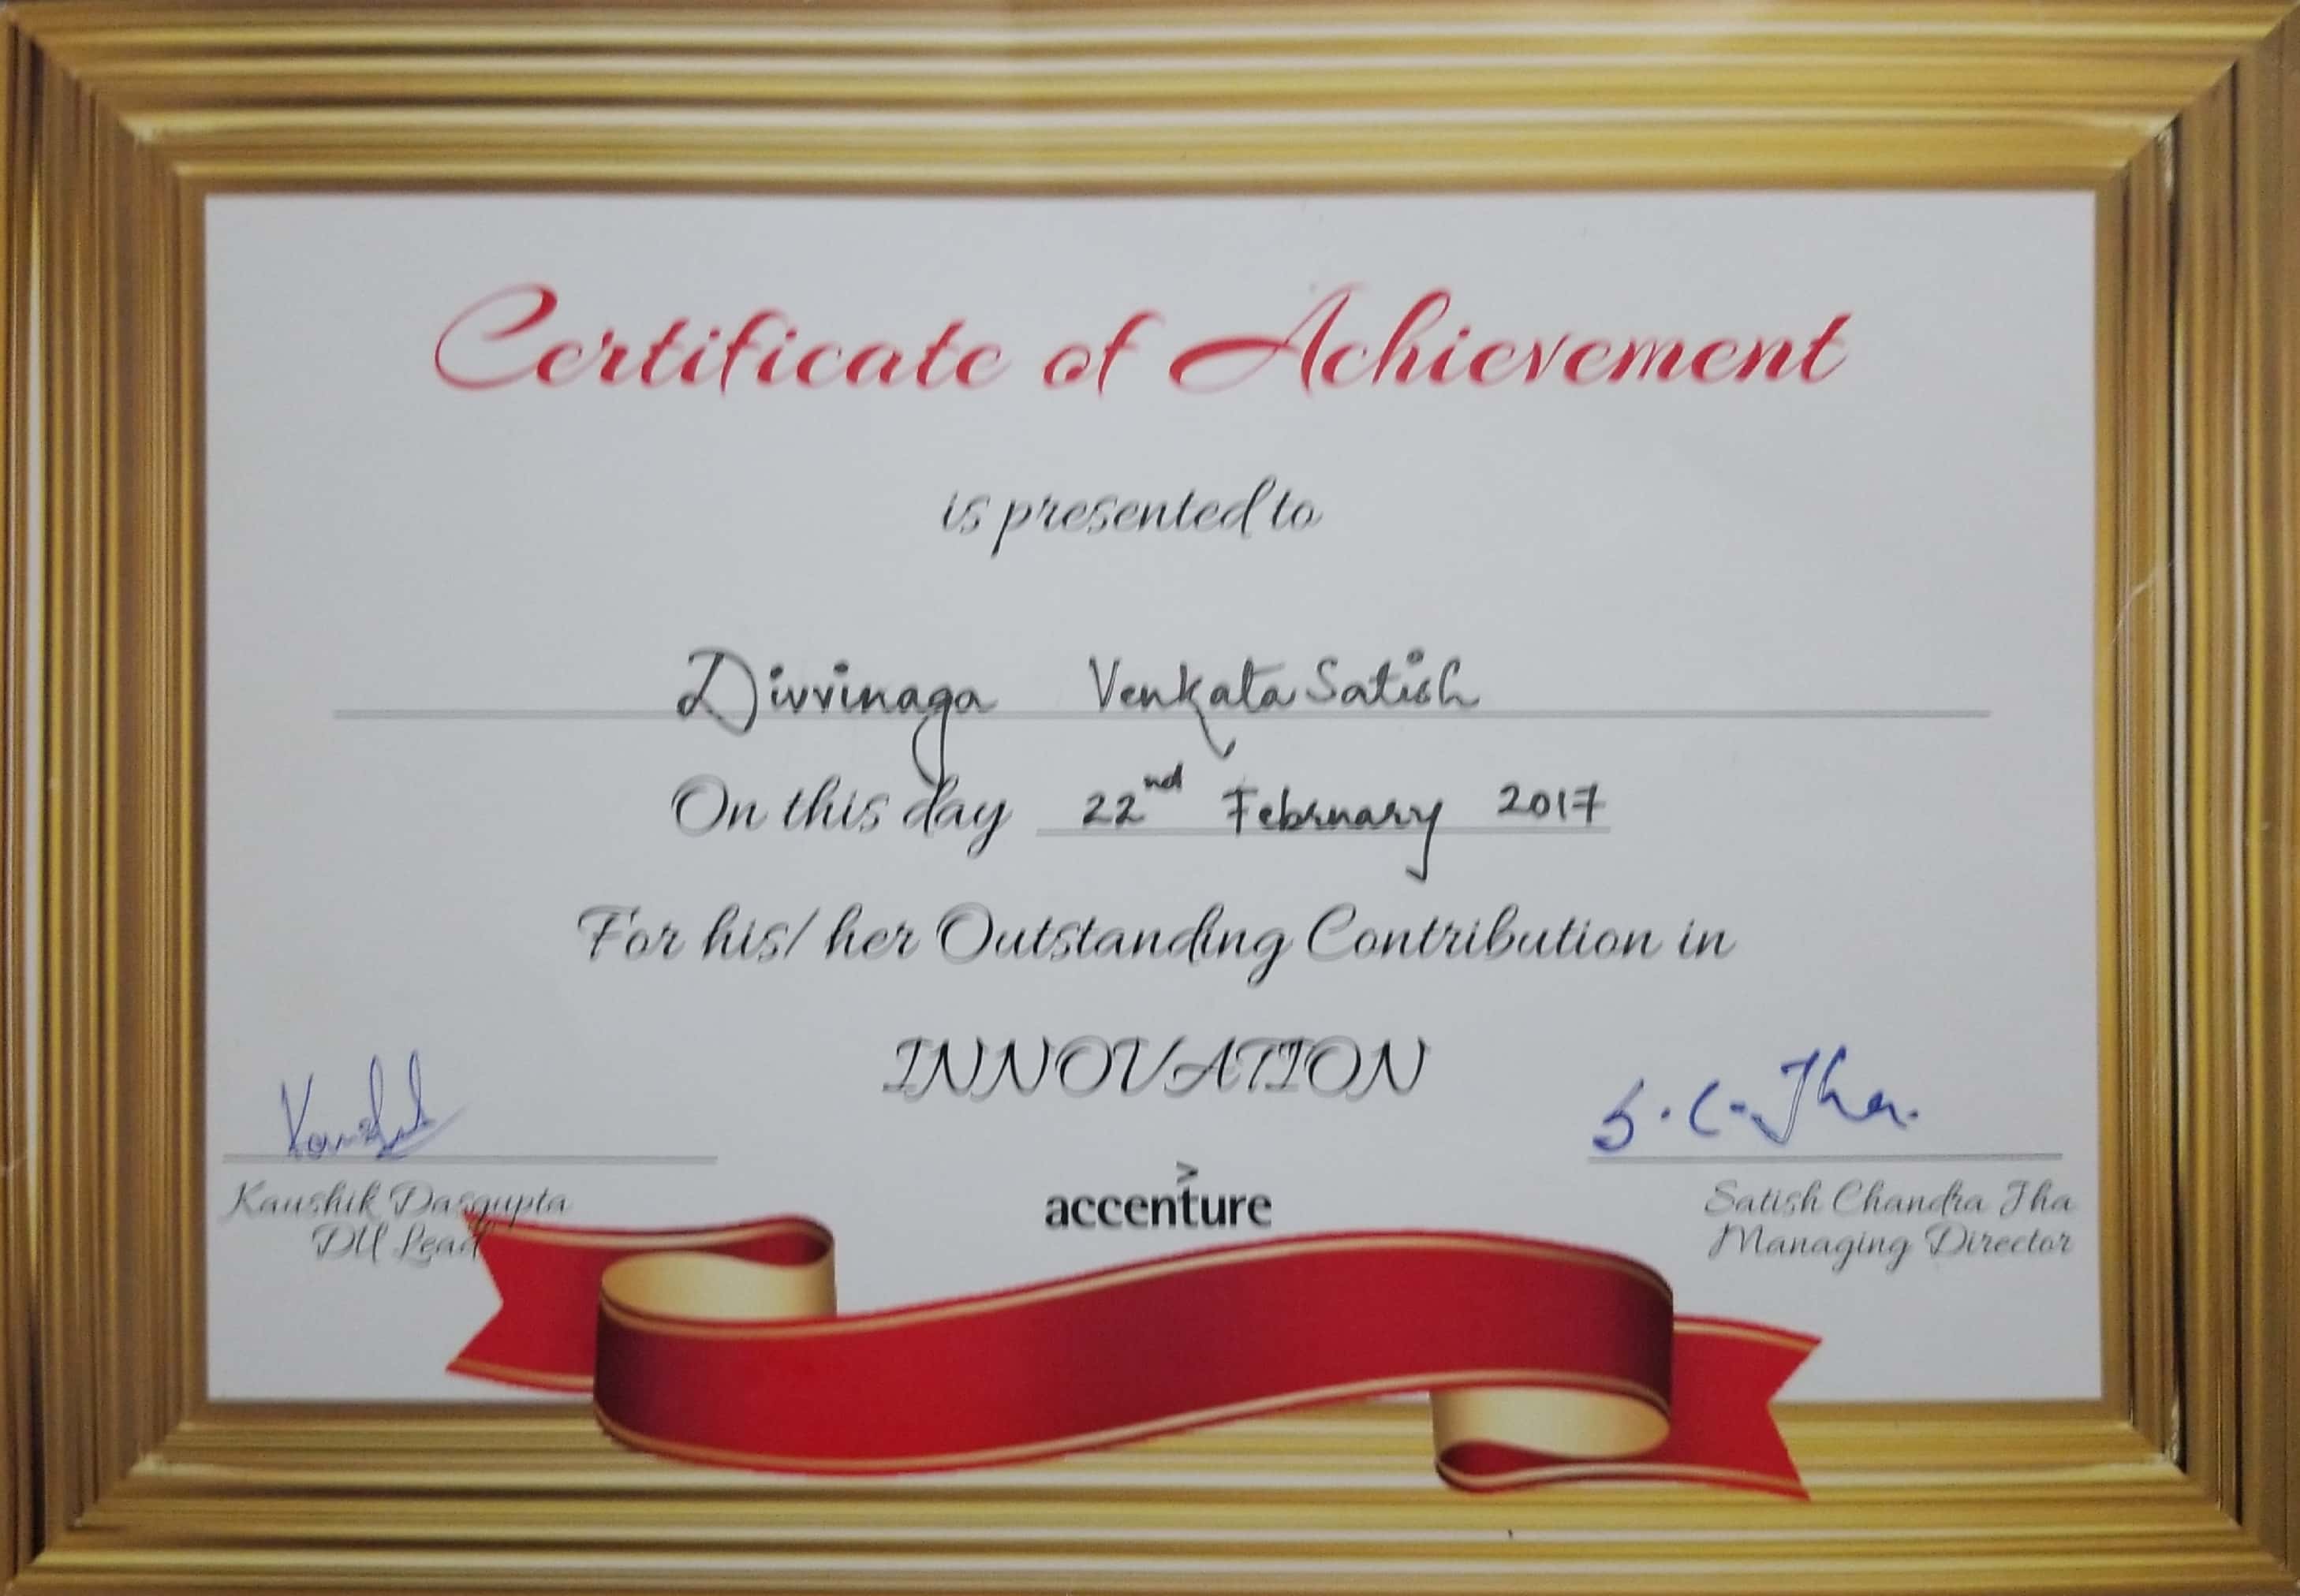 Certificate of Achievement
is presented to
Divvinaga Venkata Satish
On this day 22nd February 2017
For his/ her Outstanding Contribution in
INNOVATION
Kaushik
S.C. Jha.
Kaushik Dasgupta
DU Lead
>
accenture
Satish Chandra Jha
Managing Director